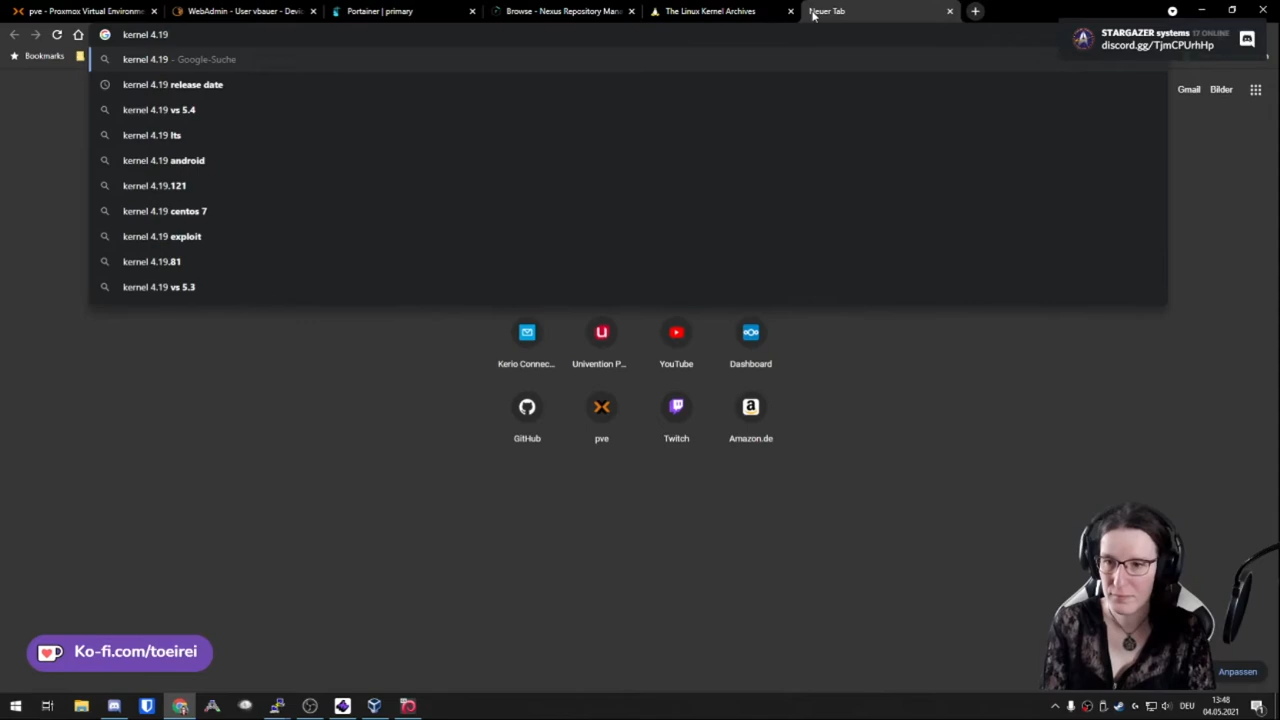 pve - Proxmox Virtual Environme
WebAdmin - User vbauer - Devic
Portainer | primary
Browse - Nexus Repository Mana
The Linux Kernel Archives
Neuer Tab
kernel 4.19
STARGAZER systems 17 ONLINE
discord.gg/TjmCPUrhHp
Bookmarks
kernel 4.19 - Google-Suche
kernel 4.19 release date
Gmail
Bilder
kernel 4.19 vs 5.4
kernel 4.19 lts
kernel 4.19 android
kernel 4.19.121
kernel 4.19 centos 7
kernel 4.19 exploit
kernel 4.19.81
kernel 4.19 vs 5.3
Kerio Connec...
Univention P...
YouTube
Dashboard
GitHub
pve
Twitch
Amazon.de
Ko-fi.com/toeirei
Anpassen
DEU
13:48
04.05.2021